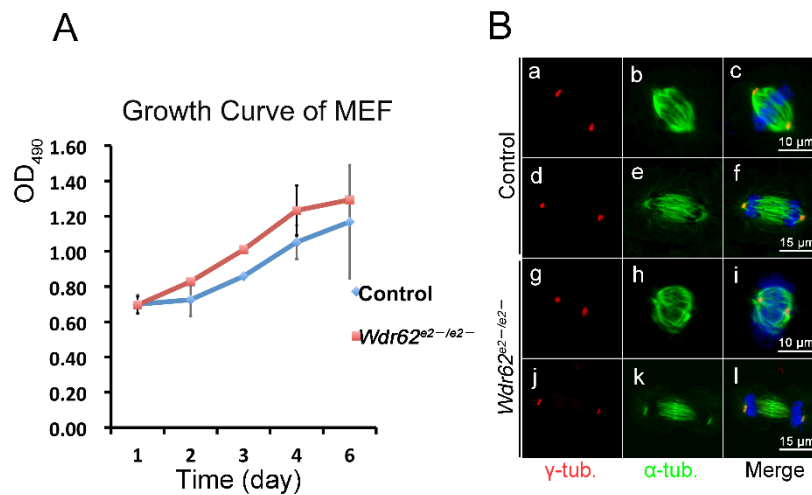 A
Growth Curve of MEF
OD490
1.60
1.40
1.20
1.00
0.80
0.60
0.40
0.20
0.00
1 2 3 4 6
Time (day)
Control
Wdr62e2−/e2−
B
Control
Wdr62e2−/e2−
a b c
10 µm
d e f
15 µm
g h i
10 µm
j k l
15 µm
γ-tub. α-tub. Merge